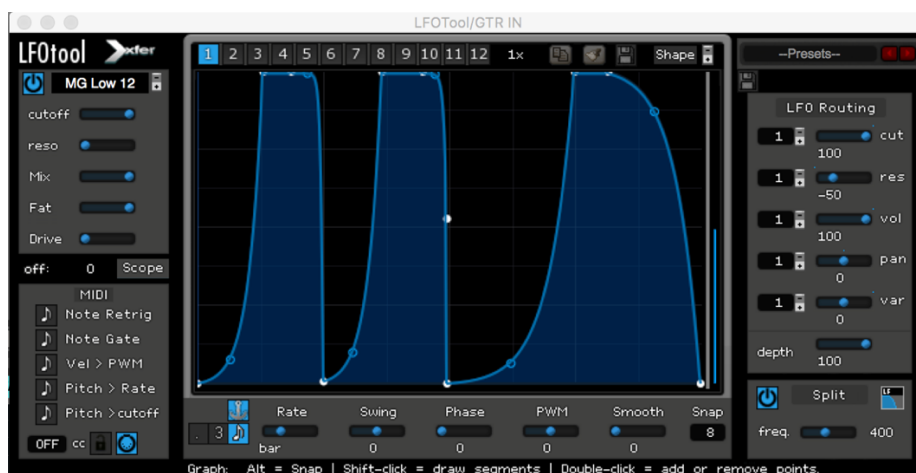 LFOTool/GTR IN
LFOtool xfer
1 2 3 4 5 6 7 8 9 10 11 12 1x Shape
--Presets--
MG Low 12
cutoff
reso
Mix
Fat
Drive
off: 0 Scope
MIDI
Note Retrig
Note Gate
Vel > PWM
Pitch > Rate
Pitch >cutoff
OFF cc
LFO Routing
1 cut
100
1 res
-50
1 vol
100
1 pan
0
1 var
0
depth
100
Split LF
freq. 400
Rate Swing Phase PWM Smooth Snap
. 3 8
bar 0 0 0 0
Graph: Alt = Snap | Shift-click = draw segments | Double-click = add or remove points.